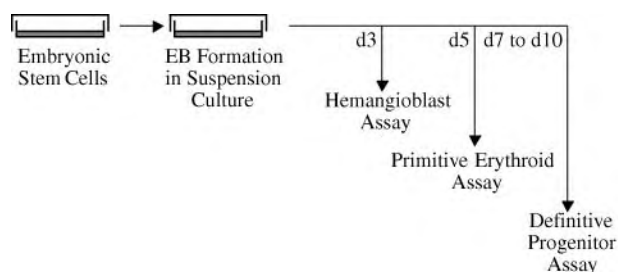 Embryonic
Stem Cells
EB Formation
in Suspension
Culture
d3
d5
d7 to d10
Hemangioblast
Assay
Primitive Erythroid
Assay
Definitive
Progenitor
Assay